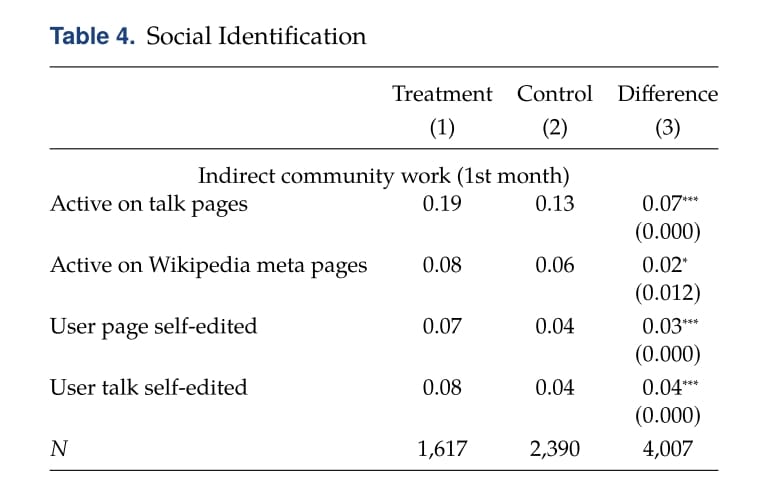 Table 4. Social Identification
Treatment Control Difference
(1) (2) (3)
Indirect community work (1st month)
Active on talk pages 0.19 0.13 0.07***
(0.000)
Active on Wikipedia meta pages 0.08 0.06 0.02*
(0.012)
User page self-edited 0.07 0.04 0.03***
(0.000)
User talk self-edited 0.08 0.04 0.04***
(0.000)
N 1,617 2,390 4,007